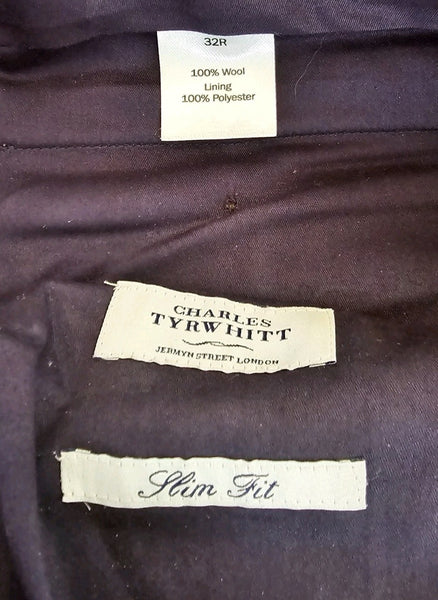 32R
100% Wool
Lining
100% Polyester
CHARLES
TYRWHITT
JERMYN STREET LONDON
Slim Fit